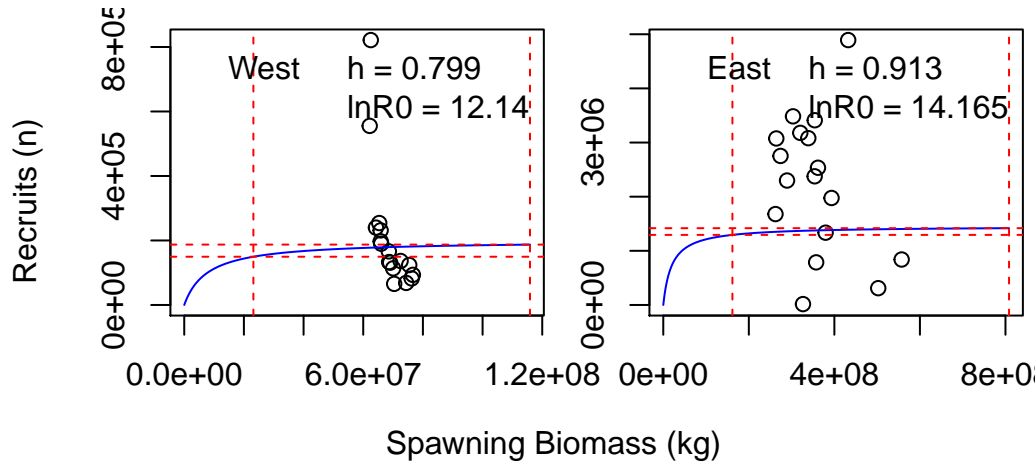 West h = 0.799
lnR0 = 12.14
East h = 0.913
lnR0 = 14.165
Recruits (n)
0e+00 4e+05 8e+05
0e+00 3e+06
0.0e+00 6.0e+07 1.2e+08
0e+00 4e+08 8e+08
Spawning Biomass (kg)